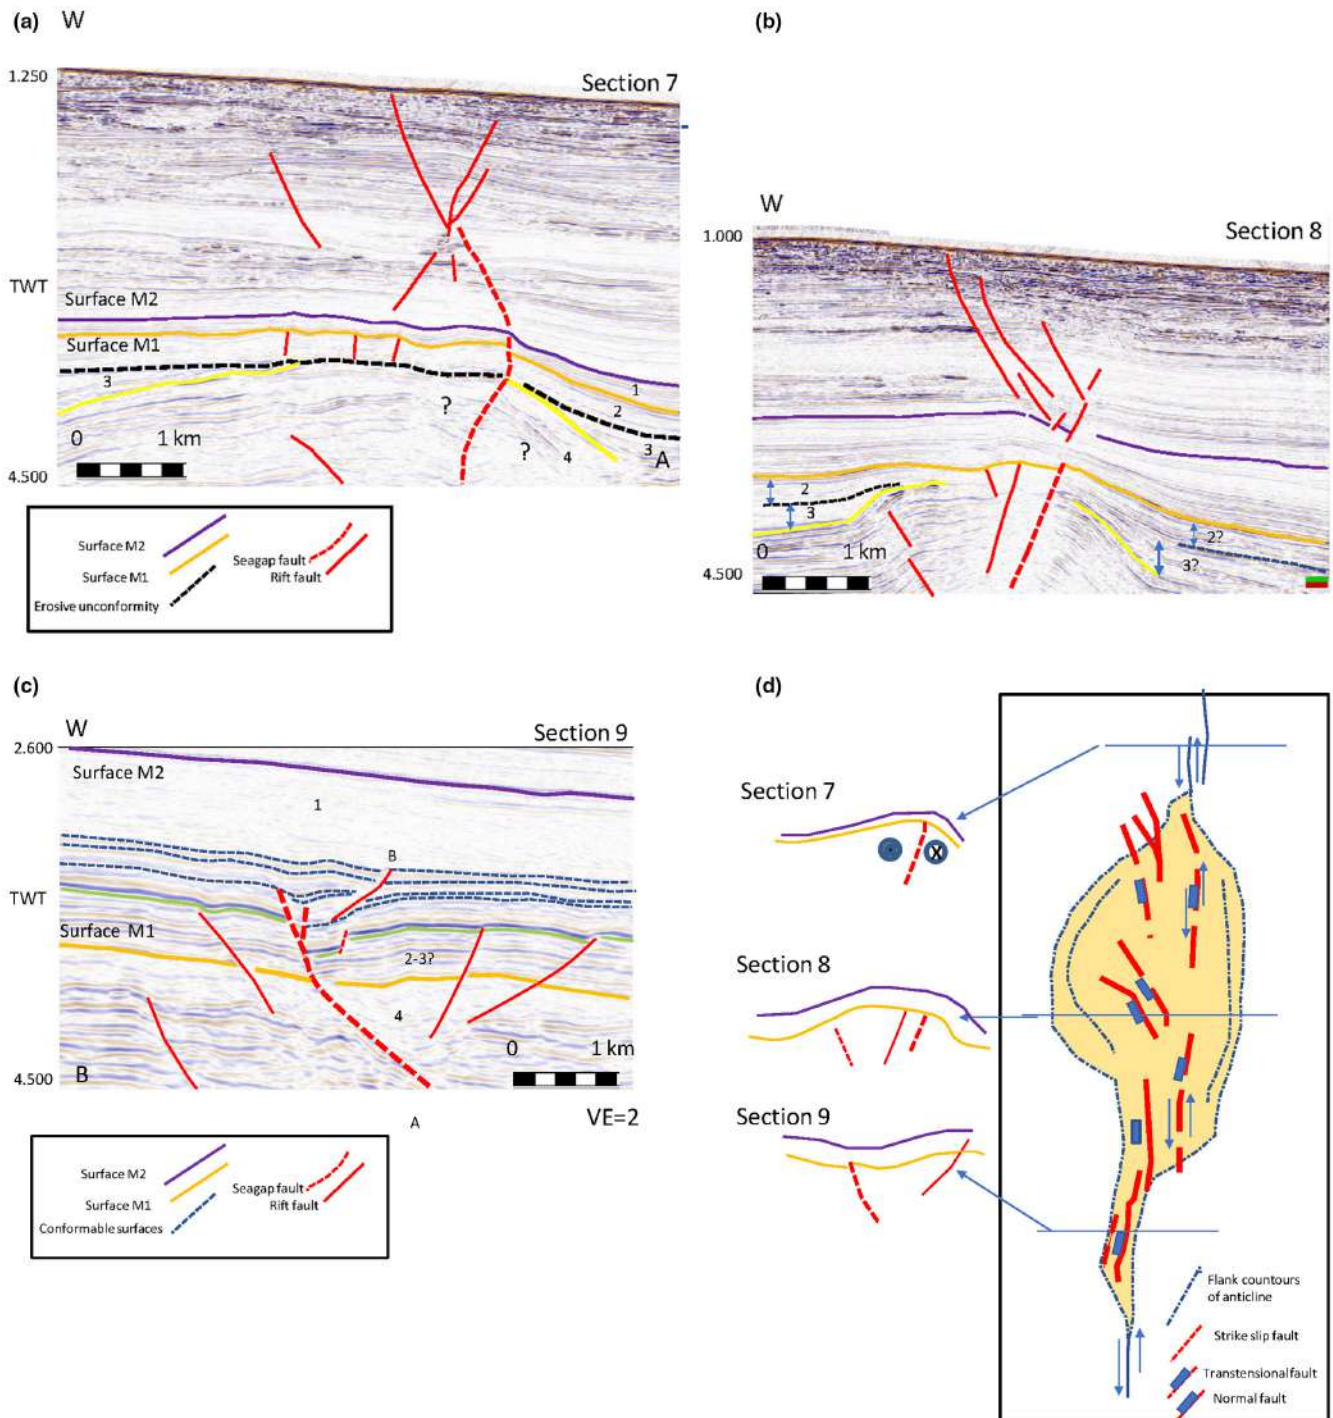 (a)
W
Section 7
1.250
TWT
Surface M2
Surface M1
3
1
2
3
A
?
?
4
0
1 km
4.500
Surface M2
Surface M1
Erosive unconformity
Seagap fault
Rift fault
(b)
W
Section 8
1.000
2
3
2?
3?
0
1 km
4.500
(c)
W
Section 9
2.600
Surface M2
1
B
TWT
Surface M1
2-3?
4
0
1 km
4.500
B
A
VE=2
Surface M2
Surface M1
Conformable surfaces
Seagap fault
Rift fault
(d)
Section 7
X
Section 8
Section 9
Flank countours
of anticline
Strike slip fault
Transtensional fault
Normal fault